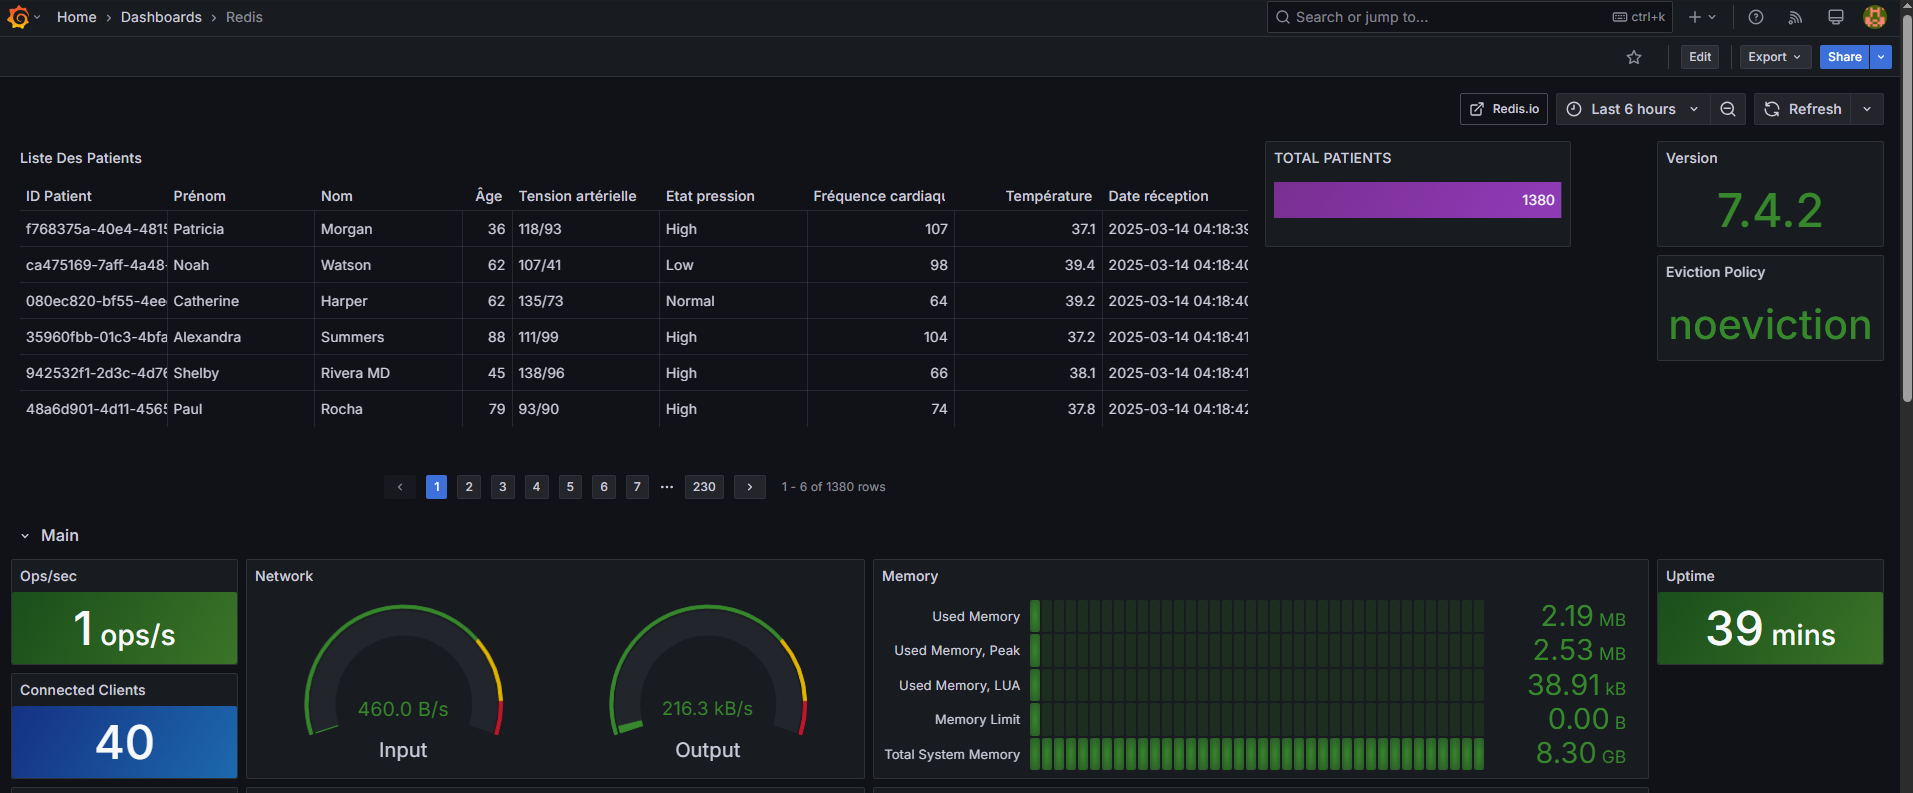 Home › Dashboards › Redis
Search or jump to... ctrl+k
Edit Export Share
Redis.io Last 6 hours Refresh
Liste Des Patients
ID Patient Prénom Nom Âge Tension artérielle Etat pression Fréquence cardiaqu Température Date réception
f768375a-40e4-4815 Patricia Morgan 36 118/93 High 107 37.1 2025-03-14 04:18:39
ca475169-7aff-4a48- Noah Watson 62 107/41 Low 98 39.4 2025-03-14 04:18:40
080ec820-bf55-4ee Catherine Harper 62 135/73 Normal 64 39.2 2025-03-14 04:18:40
35960fbb-01c3-4bfa Alexandra Summers 88 111/99 High 104 37.2 2025-03-14 04:18:41
942532f1-2d3c-4d76 Shelby Rivera MD 45 138/96 High 66 38.1 2025-03-14 04:18:41
48a6d901-4d11-4565 Paul Rocha 79 93/90 High 74 37.8 2025-03-14 04:18:42
‹ 1 2 3 4 5 6 7 ... 230 › 1 - 6 of 1380 rows
TOTAL PATIENTS
1380
Version
7.4.2
Eviction Policy
noeviction
Main
Ops/sec
1 ops/s
Connected Clients
40
Network
460.0 B/s
Input
216.3 kB/s
Output
Memory
Used Memory 2.19 MB
Used Memory, Peak 2.53 MB
Used Memory, LUA 38.91 kB
Memory Limit 0.00 B
Total System Memory 8.30 GB
Uptime
39 mins